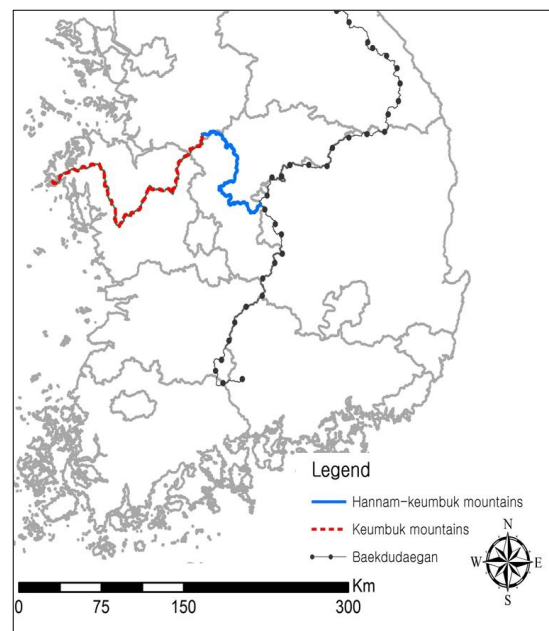 Legend
Hannam-keumbuk mountains
Keumbuk mountains
Baekdudaegan
N
W E
S
Km
0 75 150 300